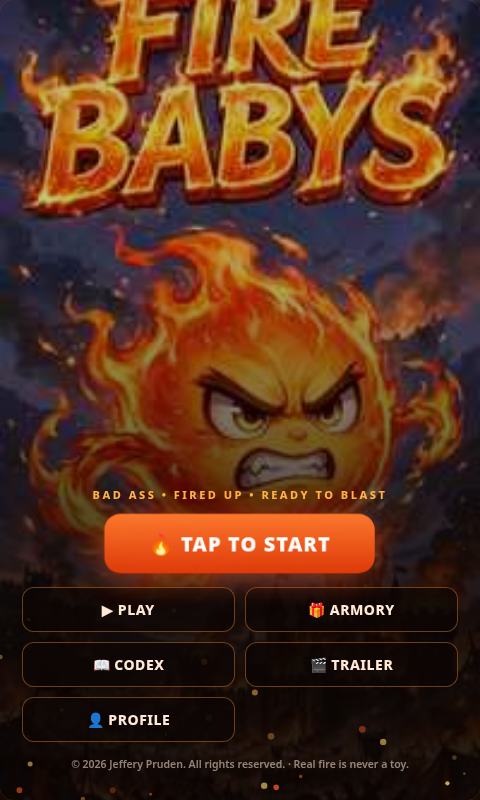 FIRE
BABYS
BAD ASS • FIRED UP • READY TO BLAST
🔥 TAP TO START
▶ PLAY
🎁 ARMORY
📖 CODEX
🎬 TRAILER
👤 PROFILE
© 2026 Jeffery Pruden. All rights reserved. · Real fire is never a toy.